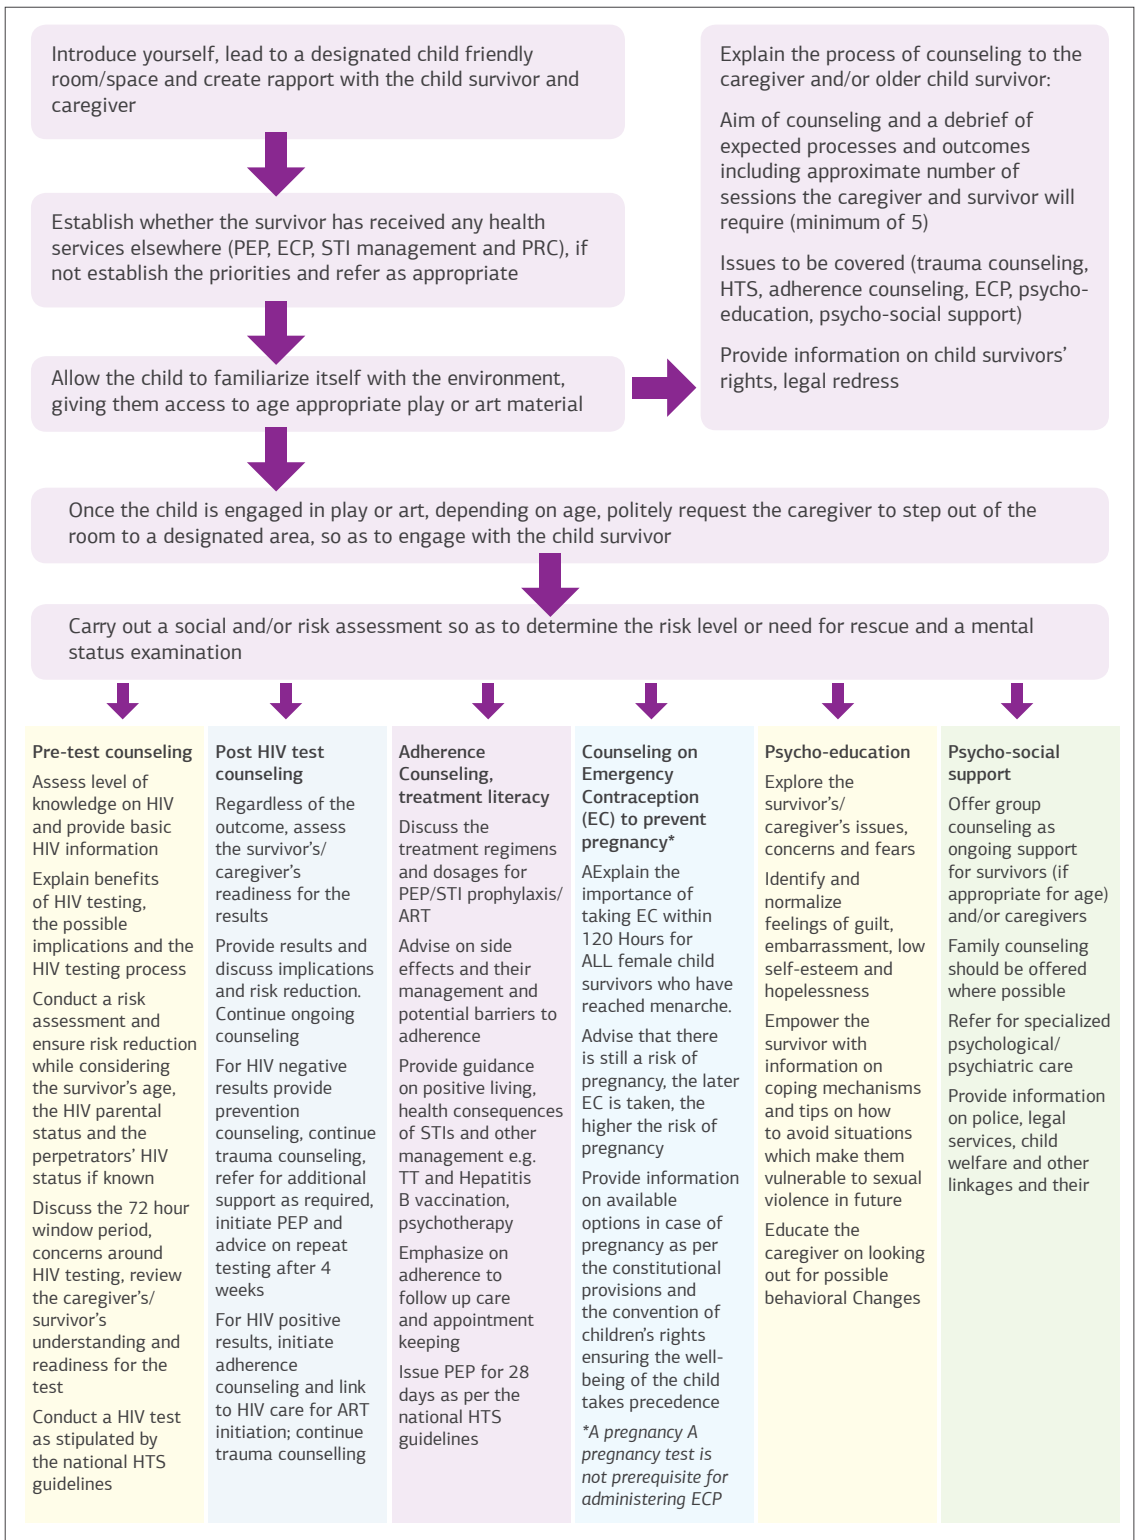 Introduce yourself, lead to a designated child friendly
room/space and create rapport with the child survivor and
caregiver
Establish whether the survivor has received any health
services elsewhere (PEP, ECP, STI management and PRC), if
not establish the priorities and refer as appropriate
Allow the child to familiarize itself with the environment,
giving them access to age appropriate play or art material
Explain the process of counseling to the
caregiver and/or older child survivor:
Aim of counseling and a debrief of
expected processes and outcomes
including approximate number of
sessions the caregiver and survivor will
require (minimum of 5)
Issues to be covered (trauma counseling,
HTS, adherence counseling, ECP, psycho-
education, psycho-social support)
Provide information on child survivors'
rights, legal redress
Once the child is engaged in play or art, depending on age, politely request the caregiver to step out of the
room to a designated area, so as to engage with the child survivor
Carry out a social and/or risk assessment so as to determine the risk level or need for rescue and a mental
status examination
Pre-test counseling
Assess level of
knowledge on HIV
and provide basic
HIV information
Explain benefits
of HIV testing,
the possible
implications and the
HIV testing process
Conduct a risk
assessment and
ensure risk reduction
while considering
the survivor's age,
the HIV parental
status and the
perpetrators' HIV
status if known
Discuss the 72 hour
window period,
concerns around
HIV testing, review
the caregiver's/
survivor's
understanding and
readiness for the
test
Conduct a HIV test
as stipulated by
the national HTS
guidelines
Post HIV test
counseling
Regardless of the
outcome, assess
the survivor's/
caregiver's
readiness for the
results
Provide results and
discuss implications
and risk reduction.
Continue ongoing
counseling
For HIV negative
results provide
prevention
counseling, continue
trauma counseling,
refer for additional
support as required,
initiate PEP and
advice on repeat
testing after 4
weeks
For HIV positive
results, initiate
adherence
counseling and link
to HIV care for ART
initiation; continue
trauma counselling
Adherence
Counseling,
treatment literacy
Discuss the
treatment regimens
and dosages for
PEP/STI prophylaxis/
ART
Advise on side
effects and their
management and
potential barriers to
adherence
Provide guidance
on positive living,
health consequences
of STIs and other
management e.g.
TT and Hepatitis
B vaccination,
psychotherapy
Emphasize on
adherence to
follow up care
and appointment
keeping
Issue PEP for 28
days as per the
national HTS
guidelines
Counseling on
Emergency
Contraception
(EC) to prevent
pregnancy*
AExplain the
importance of
taking EC within
120 Hours for
ALL female child
survivors who have
reached menarche.
Advise that there
is still a risk of
pregnancy, the later
EC is taken, the
higher the risk of
pregnancy
Provide information
on available
options in case of
pregnancy as per
the constitutional
provisions and
the convention of
children's rights
ensuring the well-
being of the child
takes precedence
*A pregnancy A
pregnancy test is
not prerequisite for
administering ECP
Psycho-education
Explore the
survivor's/
caregiver's issues,
concerns and fears
Identify and
normalize
feelings of guilt,
embarrassment, low
self-esteem and
hopelessness
Empower the
survivor with
information on
coping mechanisms
and tips on how
to avoid situations
which make them
vulnerable to sexual
violence in future
Educate the
caregiver on looking
out for possible
behavioral Changes
Psycho-social
support
Offer group
counseling as
ongoing support
for survivors (if
appropriate for age)
and/or caregivers
Family counseling
should be offered
where possible
Refer for specialized
psychological/
psychiatric care
Provide information
on police, legal
services, child
welfare and other
linkages and their